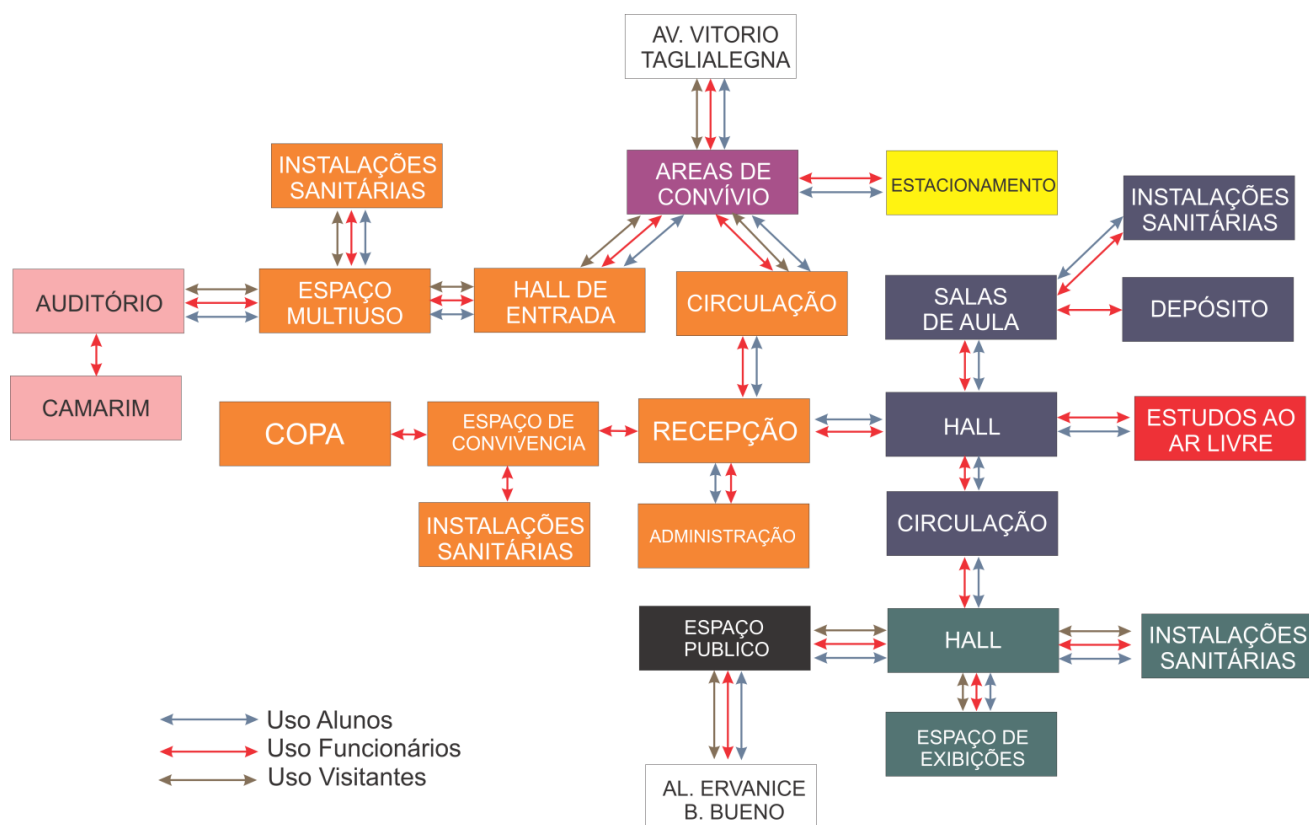 AV. VITORIO
TAGLIALEGNA
INSTALAÇÕES
SANITÁRIAS
AREAS DE
CONVÍVIO
ESTACIONAMENTO
INSTALAÇÕES
SANITÁRIAS
AUDITÓRIO
ESPAÇO
MULTIUSO
HALL DE
ENTRADA
CIRCULAÇÃO
SALAS
DE AULA
DEPÓSITO
CAMARIM
COPA
ESPAÇO DE
CONVIVENCIA
RECEPÇÃO
HALL
ESTUDOS AO
AR LIVRE
INSTALAÇÕES
SANITÁRIAS
ADMINISTRAÇÃO
CIRCULAÇÃO
ESPAÇO
PUBLICO
HALL
INSTALAÇÕES
SANITÁRIAS
Uso Alunos
Uso Funcionários
Uso Visitantes
ESPAÇO DE
EXIBIÇÕES
AL. ERVANICE
B. BUENO